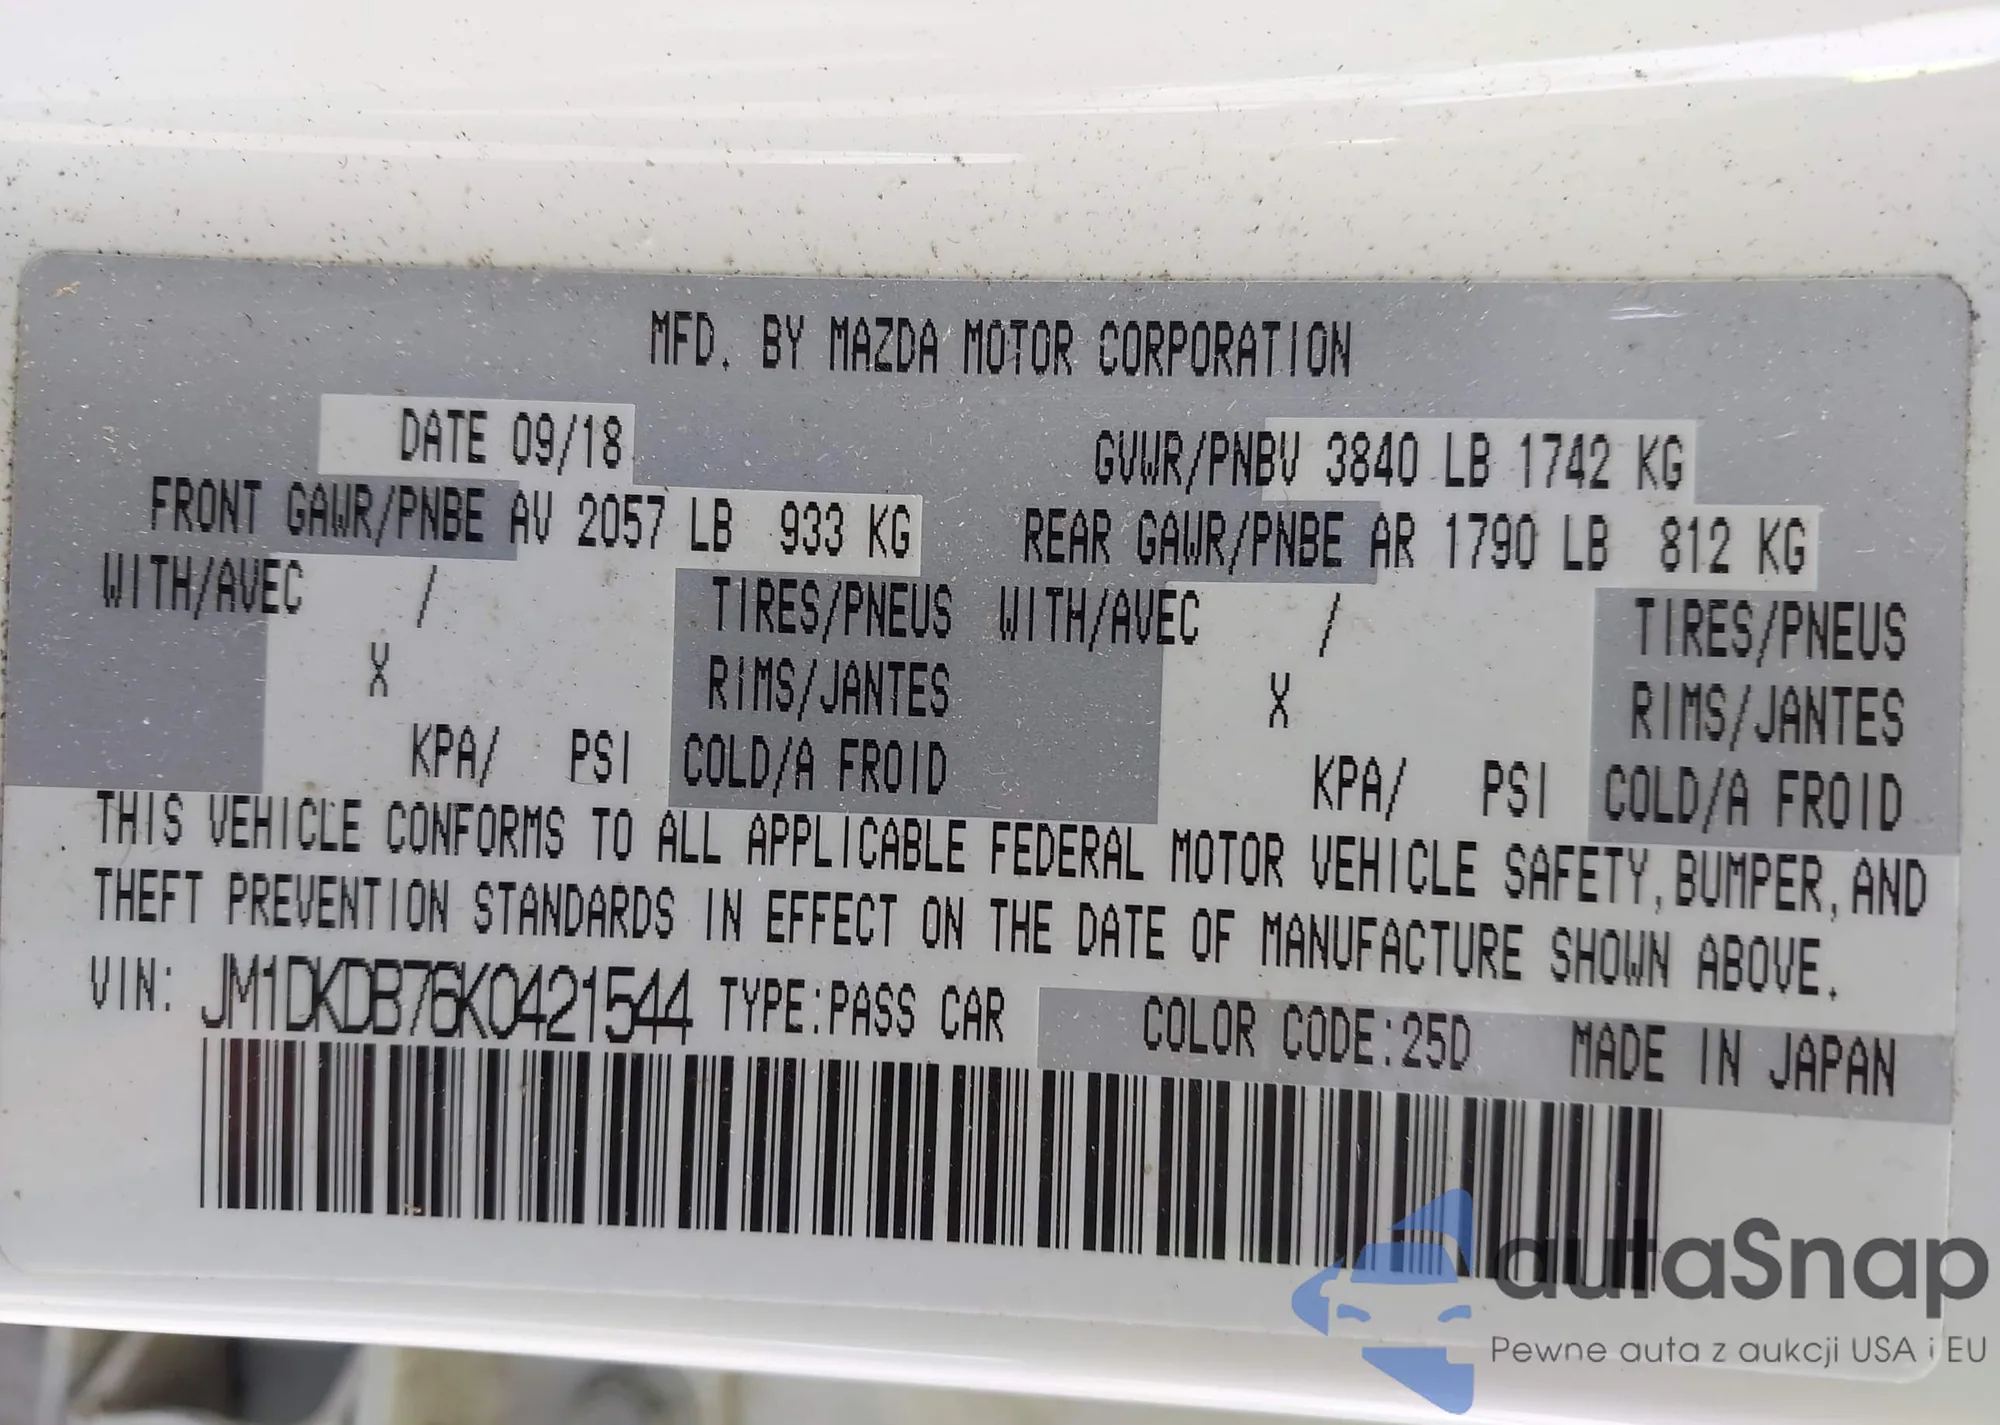 MFD. BY MAZDA MOTOR CORPORATION
DATE 09/18 GVWR/PNBV 3840 LB 1742 KG
FRONT GAWR/PNBE AV 2057 LB 933 KG REAR GAWR/PNBE AR 1790 LB 812 KG
WITH/AVEC / TIRES/PNEUS WITH/AVEC / TIRES/PNEUS
X RIMS/JANTES X RIMS/JANTES
KPA/ PSI COLD/A FROID KPA/ PSI COLD/A FROID
THIS VEHICLE CONFORMS TO ALL APPLICABLE FEDERAL MOTOR VEHICLE SAFETY, BUMPER, AND
THEFT PREVENTION STANDARDS IN EFFECT ON THE DATE OF MANUFACTURE SHOWN ABOVE.
VIN: JM1DKDB76K0421544 TYPE:PASS CAR COLOR CODE:25D MADE IN JAPAN
autaSnap
Pewne auta z aukcji USA i EU